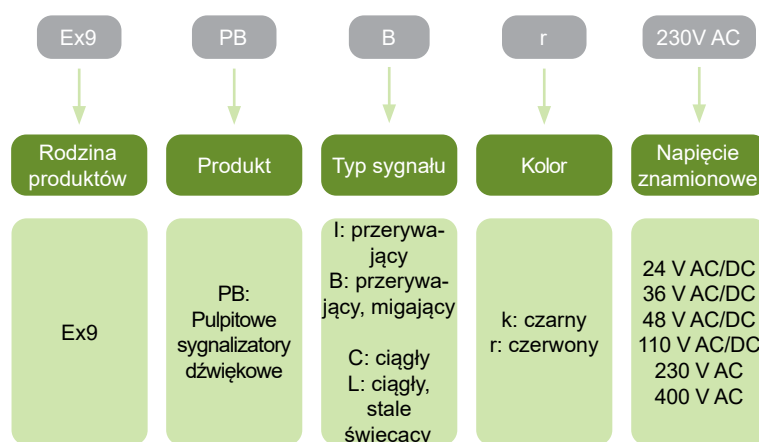 Ex9
PB
B
r
230V AC
Rodzina
produktów
Produkt
Typ sygnału
Kolor
Napięcie
znamionowe
Ex9
PB:
Pulpitowe
sygnalizatory
dźwiękowe
I: przerywa-
jący
B: przerywa-
jący, migający
C: ciągły
L: ciągły,
stale
świecący
k: czarny
r: czerwony
24 V AC/DC
36 V AC/DC
48 V AC/DC
110 V AC/DC
230 V AC
400 V AC